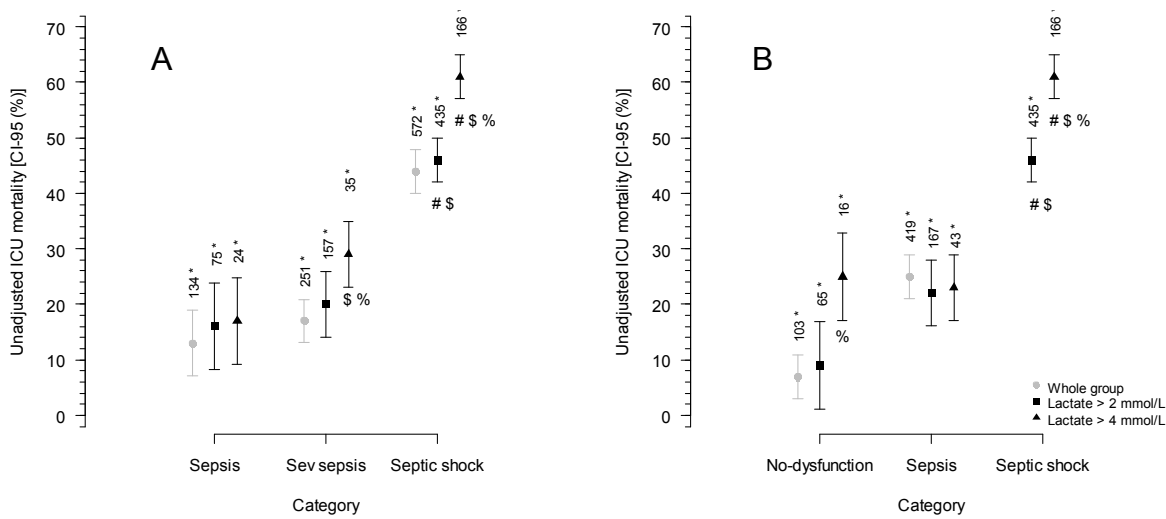 A
Unadjusted ICU mortality [CI-95 (%)]
70
60
50
40
30
20
10
0
134 *
75 *
24 *
251 *
157 *
35 *
$ %
572 *
435 *
166 *
# $ %
# $
Sepsis
Sev sepsis
Septic shock
Category
B
Unadjusted ICU mortality [CI-95 (%)]
70
60
50
40
30
20
10
0
103 *
65 *
16 *
%
419 *
167 *
43 *
435 *
166 *
# $ %
# $
Whole group
Lactate > 2 mmol/L
Lactate > 4 mmol/L
No-dysfunction
Sepsis
Septic shock
Category